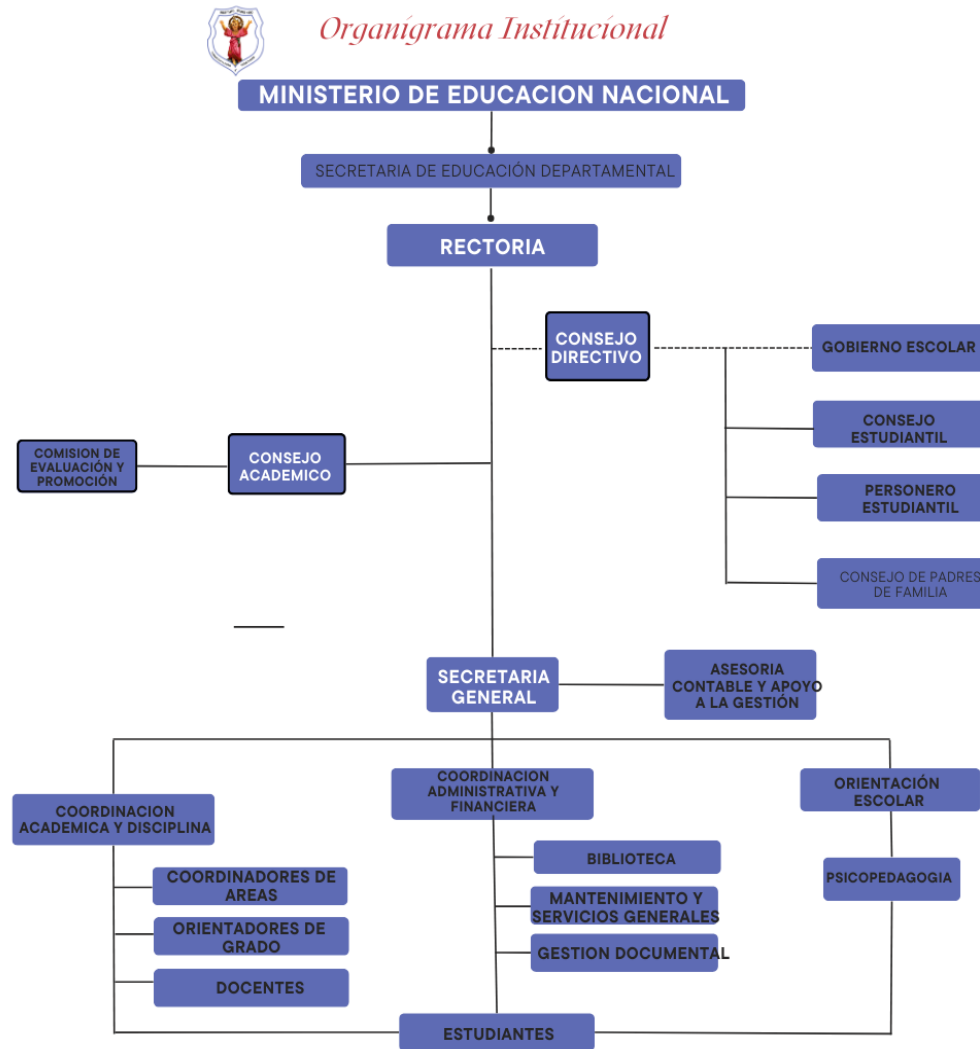 Organigrama Institucional
MINISTERIO DE EDUCACION NACIONAL
SECRETARIA DE EDUCACIÓN DEPARTAMENTAL
RECTORIA
CONSEJO
DIRECTIVO
GOBIERNO ESCOLAR
CONSEJO
ESTUDIANTIL
COMISION DE
EVALUACIÓN Y
PROMOCIÓN
CONSEJO
ACADEMICO
PERSONERO
ESTUDIANTIL
CONSEJO DE PADRES
DE FAMILIA
SECRETARIA
GENERAL
ASESORIA
CONTABLE Y APOYO
A LA GESTIÓN
COORDINACION
ACADEMICA Y DISCIPLINA
COORDINACION
ADMINISTRATIVA Y
FINANCIERA
ORIENTACIÓN
ESCOLAR
COORDINADORES DE
AREAS
ORIENTADORES DE
GRADO
DOCENTES
BIBLIOTECA
MANTENIMIENTO Y
SERVICIOS GENERALES
GESTION DOCUMENTAL
PSICOPEDAGOGIA
ESTUDIANTES